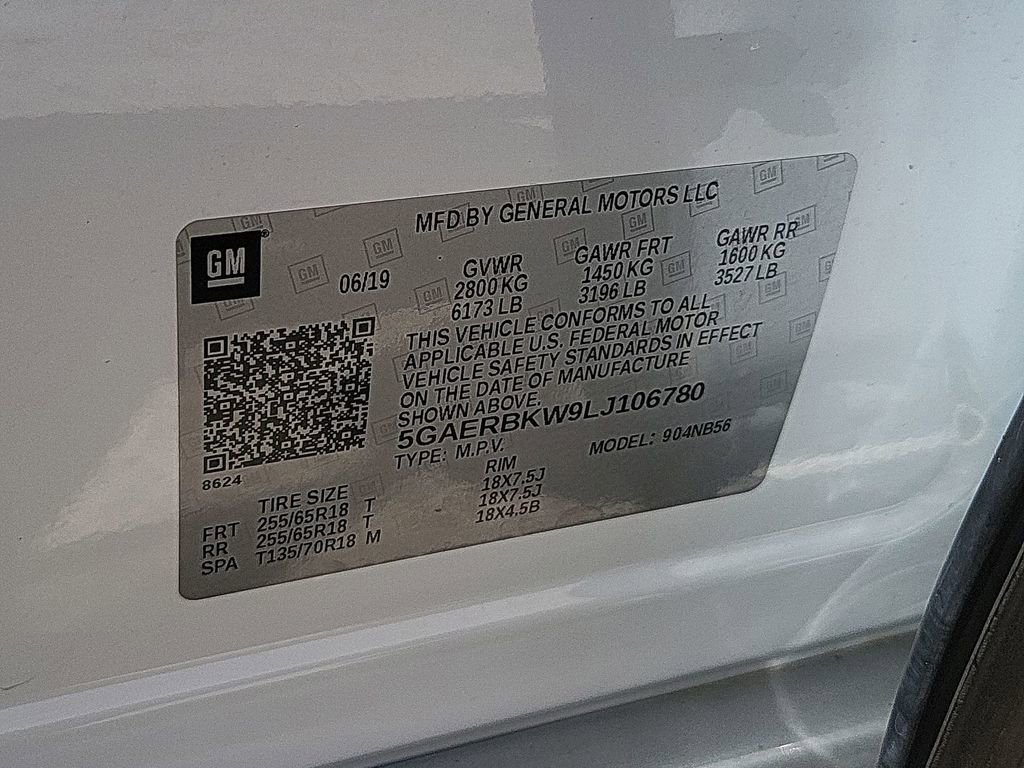 MFD BY GENERAL MOTORS LLC
GM
06/19
GVWR GAWR FRT GAWR RR
2800 KG 1450 KG 1600 KG
6173 LB 3196 LB 3527 LB
THIS VEHICLE CONFORMS TO ALL
APPLICABLE U.S. FEDERAL MOTOR
VEHICLE SAFETY STANDARDS IN EFFECT
ON THE DATE OF MANUFACTURE
SHOWN ABOVE.
5GAERBKW9LJ106780
TYPE: M.P.V. MODEL: 904NB56
8624
TIRE SIZE RIM
FRT 255/65R18 T 18X7.5J
RR 255/65R18 T 18X7.5J
SPA T135/70R18 M 18X4.5B